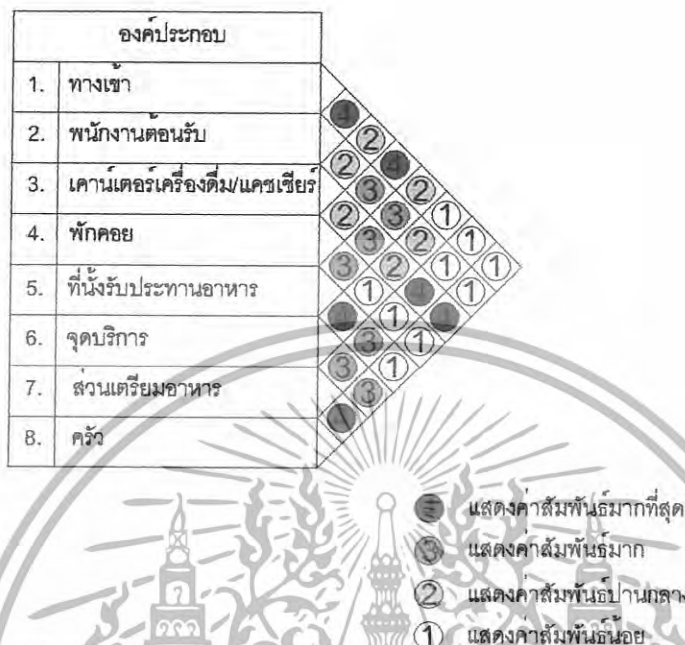 องค์ประกอบ
1. ทางเข้า
4
2
2. พนักงานต้อนรับ
2 4
3 2
3. เคาน์เตอร์เครื่องดื่ม/แคชเชียร์
2 3 1
4. พักคอย
3 2 1
3 2 1 1
5. ที่นั้งรับประทานอาหาร
1 4 1
4 1 4
6. จุดบริการ
3 1
3 1
7. ส่วนเตรียมอาหาร
3
8. ครัว
แสดงค่าสัมพันธ์มากที่สุด
3 แสดงค่าสัมพันธ์มาก
2 แสดงค่าสัมพันธ์ปานกลาง
1 แสดงค่าสัมพันธ์น้อย